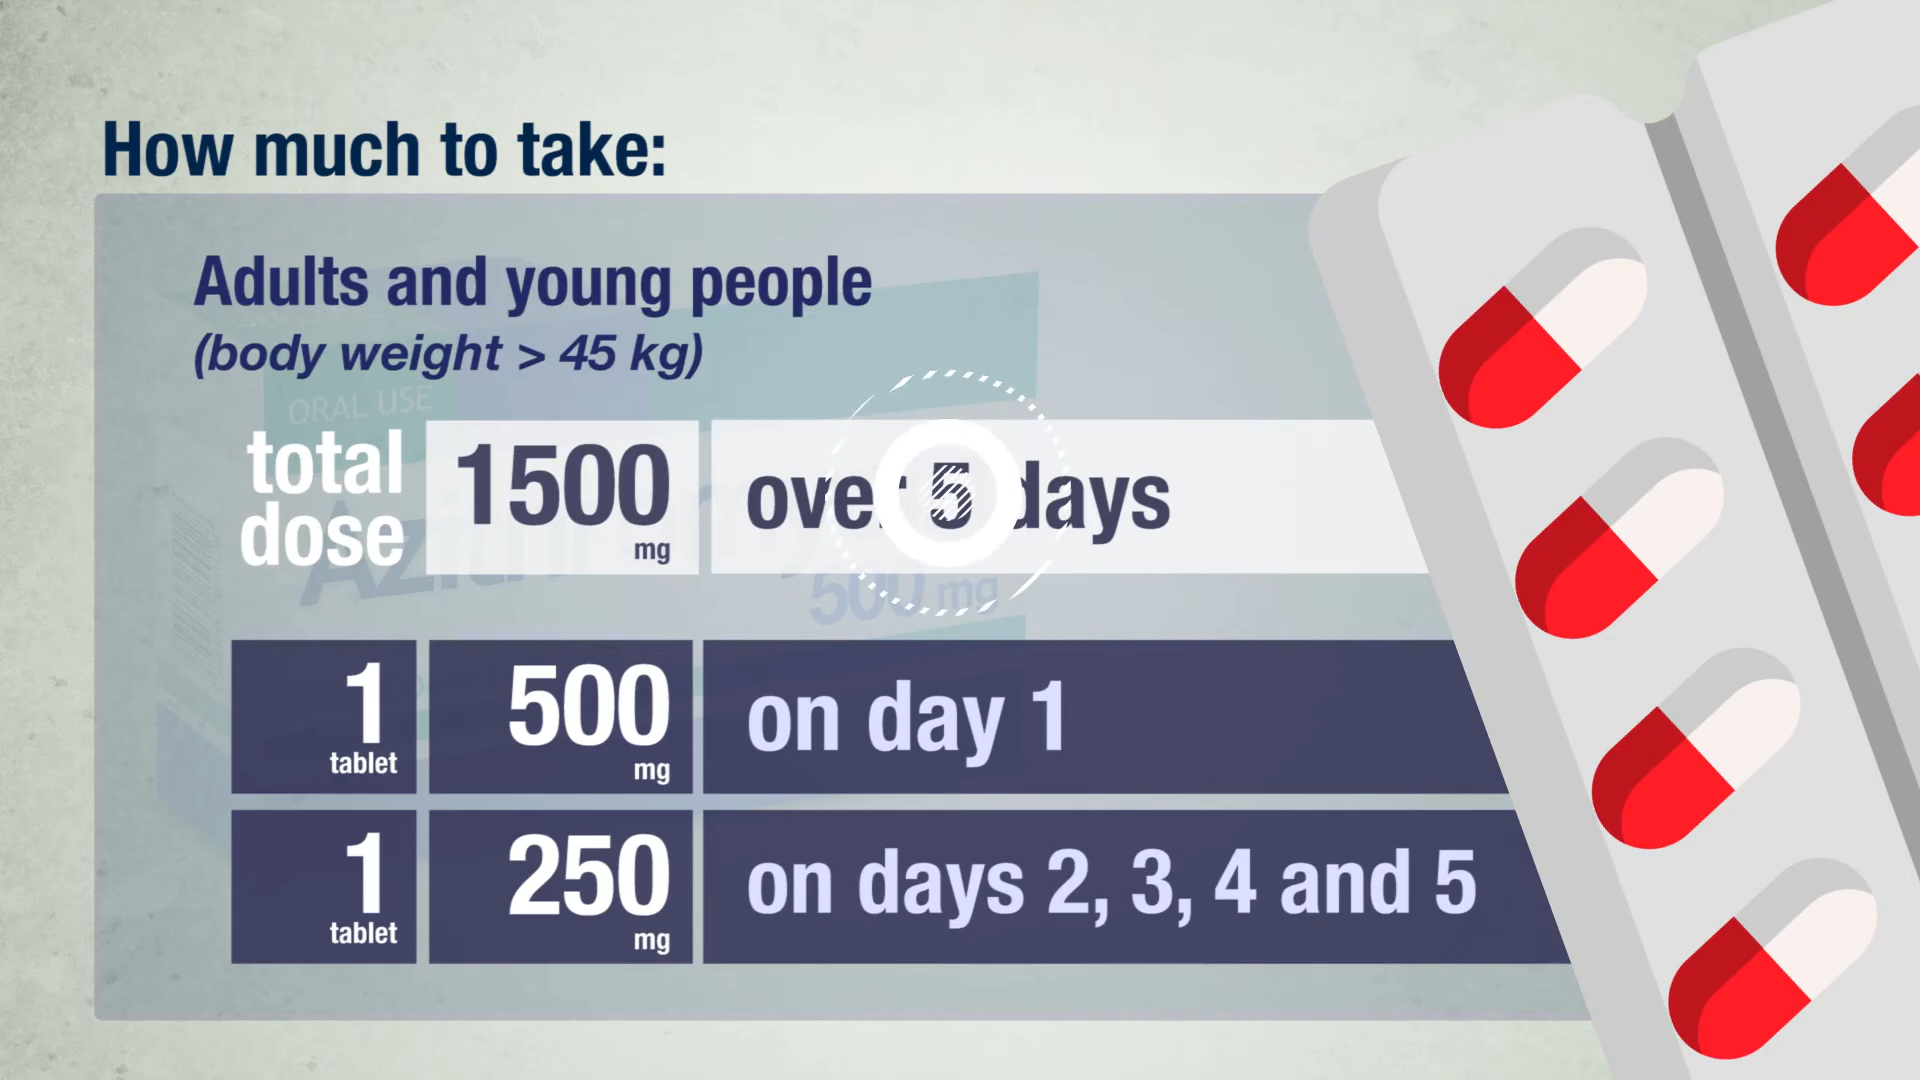 How much to take:
Adults and young people
(body weight > 45 kg)
ORAL USE
total
dose
1500
mg
over 5 days
500 mg
1
tablet
500
mg
on day 1
1
tablet
250
mg
on days 2, 3, 4 and 5